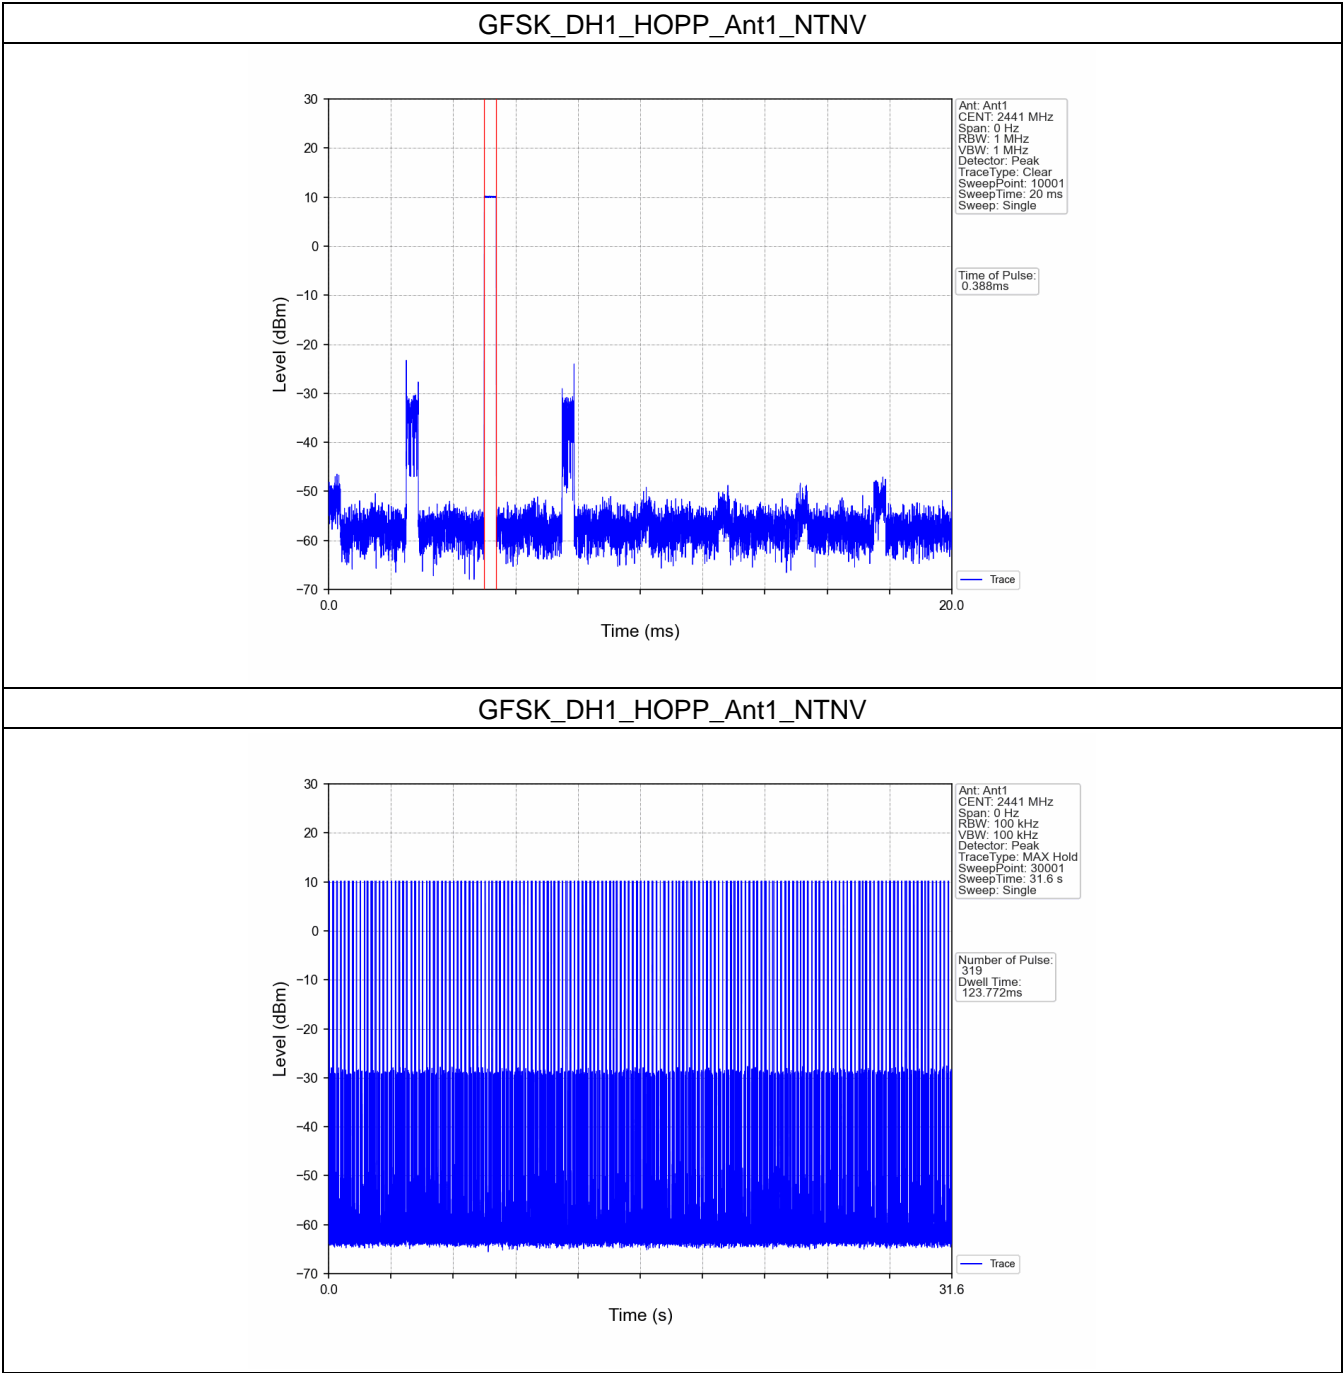 GFSK_DH1_HOPP_Ant1_NTNV
30
20
10
0
−10
−20
−30
−40
−50
−60
−70
Level (dBm)
0.0
20.0
Time (ms)
Ant: Ant1
CENT: 2441 MHz
Span: 0 Hz
RBW: 1 MHz
VBW: 1 MHz
Detector: Peak
TraceType: Clear
SweepPoint: 10001
SweepTime: 20 ms
Sweep: Single
Time of Pulse:
0.388ms
Trace
GFSK_DH1_HOPP_Ant1_NTNV
30
20
10
0
−10
−20
−30
−40
−50
−60
−70
Level (dBm)
0.0
31.6
Time (s)
Ant: Ant1
CENT: 2441 MHz
Span: 0 Hz
RBW: 100 kHz
VBW: 100 kHz
Detector: Peak
TraceType: MAX Hold
SweepPoint: 30001
SweepTime: 31.6 s
Sweep: Single
Number of Pulse:
319
Dwell Time:
123.772ms
Trace